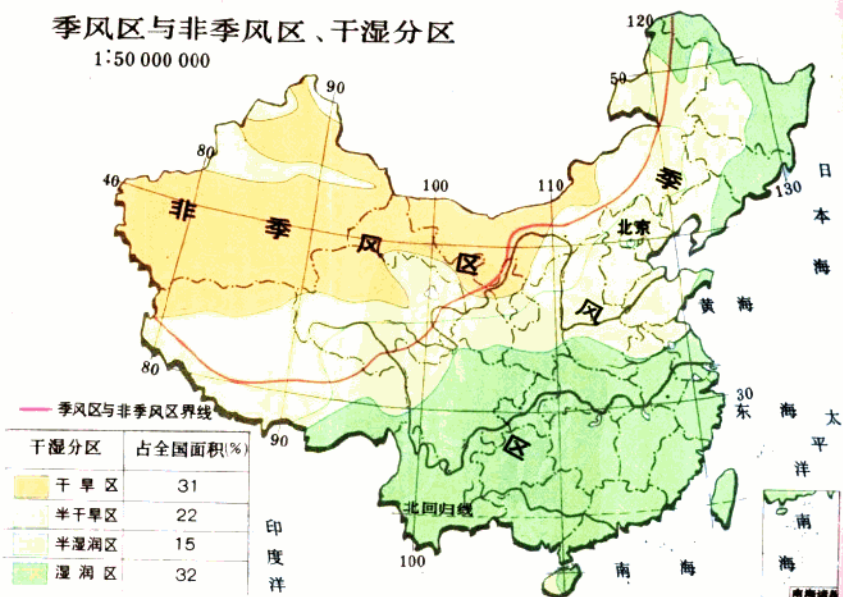 季风区与非季风区、干湿分区
1:50 000 000
120
50
90
80
40
100
110
130
非季风区
季风区
北京
日本海
黄海
东海
太平洋
30
80
90
北回归线
100
印度洋
南海
南海
季风区与非季风区界线
干湿分区 占全国面积(%)
干旱区 31
半干旱区 22
半湿润区 15
湿润区 32